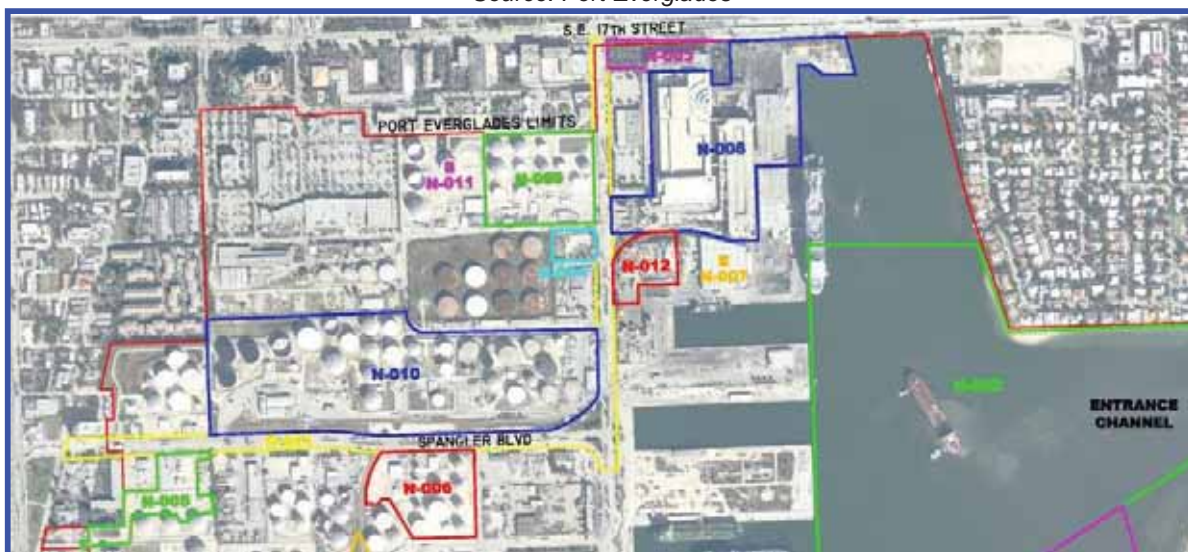 Source: Port Everglades
S.E. 17TH STREET
N-003
PORT EVERGLADES LIMITS
N-008
N-011
N-009
N-012
N-007
N-010
ENTRANCE
CHANNEL
SPANGLER BLVD
N-006
N-005